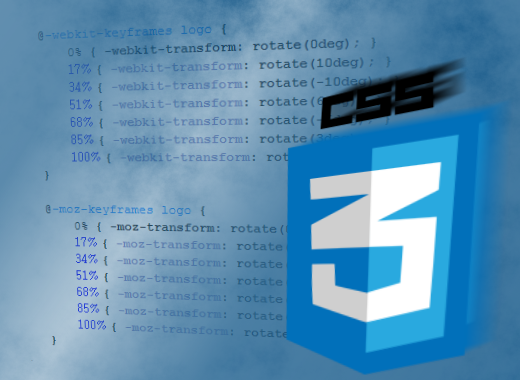 @-webkit-keyframes logo {
0% { -webkit-transform: rotate(0deg); }
17% { -webkit-transform: rotate(10deg); }
34% { -webkit-transform: rotate(-10deg)
51% { -webkit-transform: rotate(6
68% { -webkit-transform: rotate(
85% { -webkit-transform: rotate(
100% { -webkit-transform: rot
}
@-moz-keyframes logo {
0% { -moz-transform: rotate(
17% { -moz-transform: rotate
34% { -moz-transform: rotate
51% { -moz-transform: rotate
68% { -moz-transform: rotate
85% { -moz-transform: rotate
100% { -moz-transform: rotate
}
CSS
3